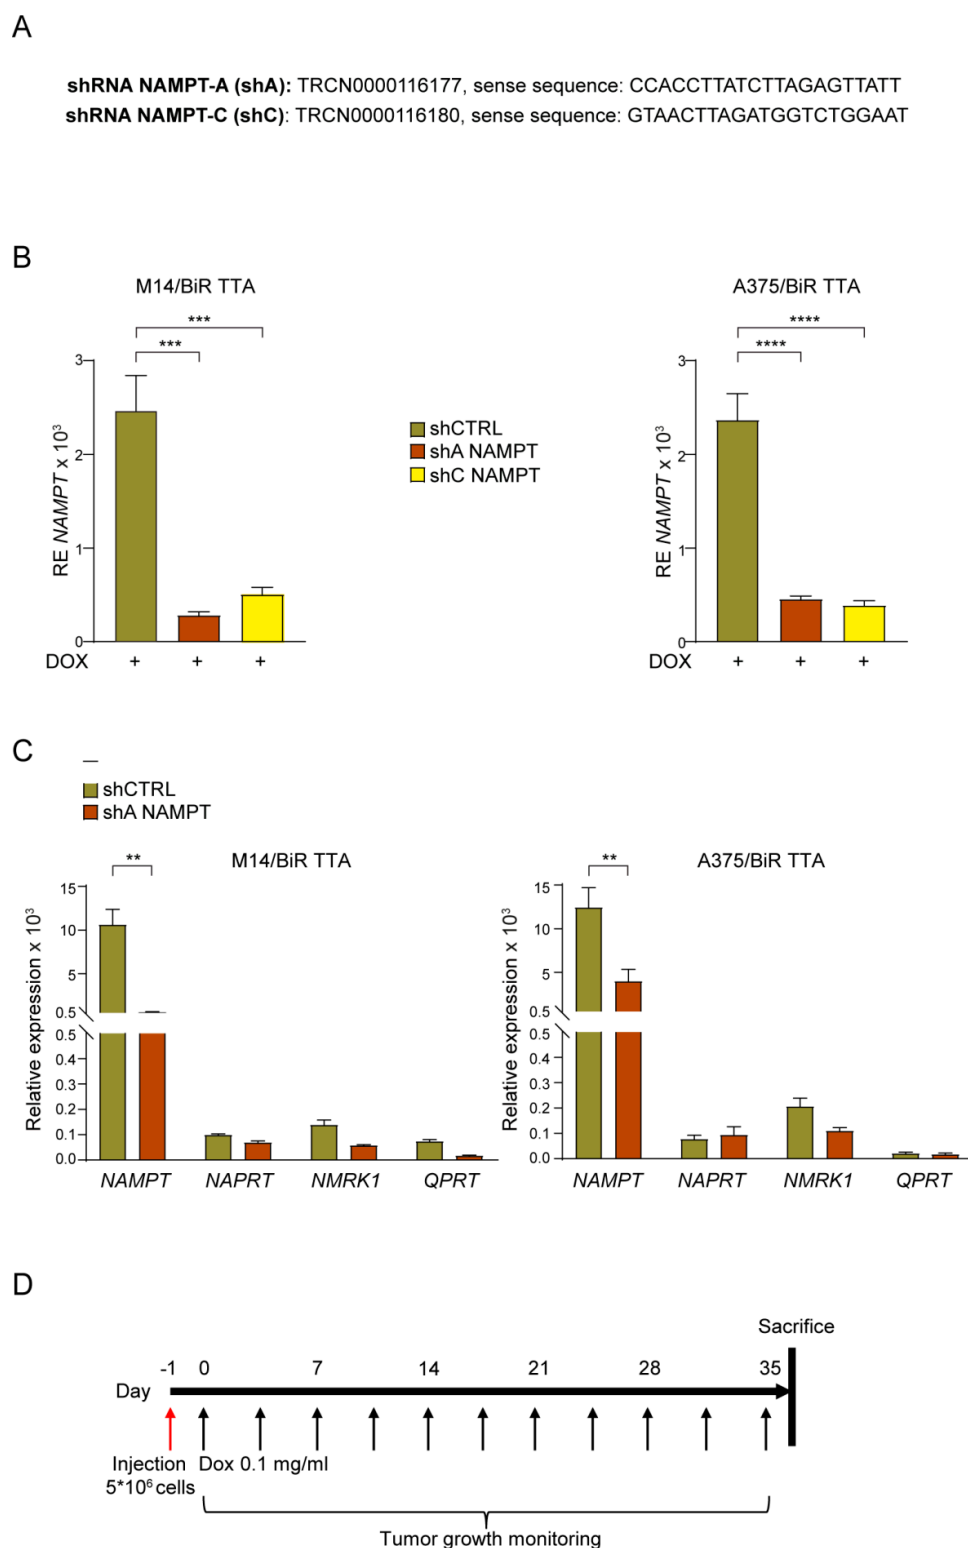 A
shRNA NAMPT-A (shA): TRCN0000116177, sense sequence: CCACCTTATCTTAGAGTTATT
shRNA NAMPT-C (shC): TRCN0000116180, sense sequence: GTAACTTAGATGGTCTGGAAT
B
M14/BiR TTA
A375/BiR TTA
***
***
****
****
RE NAMPT x 10³
3
2
1
0
DOX + + +
shCTRL
shA NAMPT
shC NAMPT
RE NAMPT x 10³
3
2
1
0
DOX + + +
C
shCTRL
shA NAMPT
M14/BiR TTA
**
Relative expression x 10³
15
10
5
0.5
0.5
0.4
0.3
0.2
0.1
0.0
NAMPT NAPRT NMRK1 QPRT
A375/BiR TTA
**
Relative expression x 10³
15
10
5
0.5
0.5
0.4
0.3
0.2
0.1
0.0
NAMPT NAPRT NMRK1 QPRT
D
Sacrifice
-1 0 7 14 21 28 35
Day
Injection Dox 0.1 mg/ml
5*10⁶ cells
Tumor growth monitoring